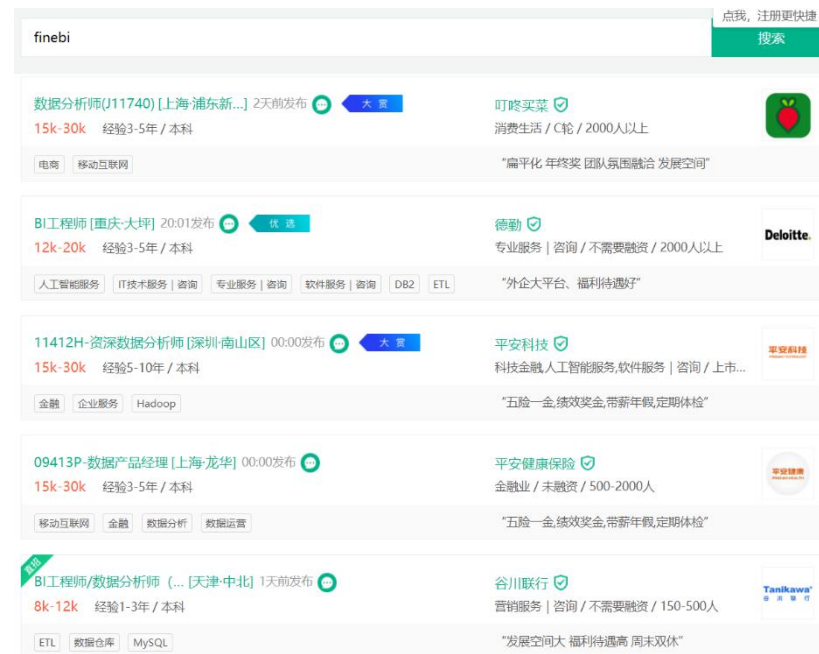 点我，注册更快捷
finebi
搜索
数据分析师(J11740) [上海·浦东新...] 2天前发布 大赏
叮咚买菜
15k-30k 经验3-5年 / 本科
消费生活 / C轮 / 2000人以上
电商 移动互联网
“扁平化 年终奖 团队氛围融洽 发展空间”
BI工程师 [重庆·大坪] 20:01发布 优选
德勤
Deloitte.
12k-20k 经验3-5年 / 本科
专业服务 | 咨询 / 不需要融资 / 2000人以上
人工智能服务 IT技术服务 | 咨询 专业服务 | 咨询 软件服务 | 咨询 DB2 ETL
“外企大平台、福利待遇好”
11412H-资深数据分析师 [深圳·南山区] 00:00发布 大赏
平安科技
平安科技
15k-30k 经验5-10年 / 本科
科技金融,人工智能服务,软件服务 | 咨询 / 上市...
金融 企业服务 Hadoop
“五险一金,绩效奖金,带薪年假,定期体检”
09413P-数据产品经理 [上海·龙华] 00:00发布
平安健康保险
平安健康
15k-30k 经验3-5年 / 本科
金融业 / 未融资 / 500-2000人
移动互联网 金融 数据分析 数据运营
“五险一金,绩效奖金,带薪年假,定期体检”
直招
BI工程师/数据分析师（... [天津·中北] 1天前发布
谷川联行
Tanikawa
谷川联行
8k-12k 经验1-3年 / 本科
营销服务 | 咨询 / 不需要融资 / 150-500人
ETL 数据仓库 MySQL
“发展空间大 福利待遇高 周末双休”